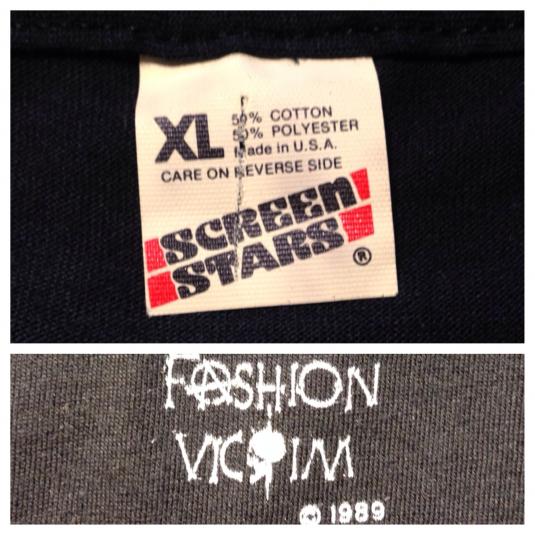 XL
50% COTTON
50% POLYESTER
Made in U.S.A.
CARE ON REVERSE SIDE
SCREEN
STARS
®
FASHION
VICTIM
© 1989